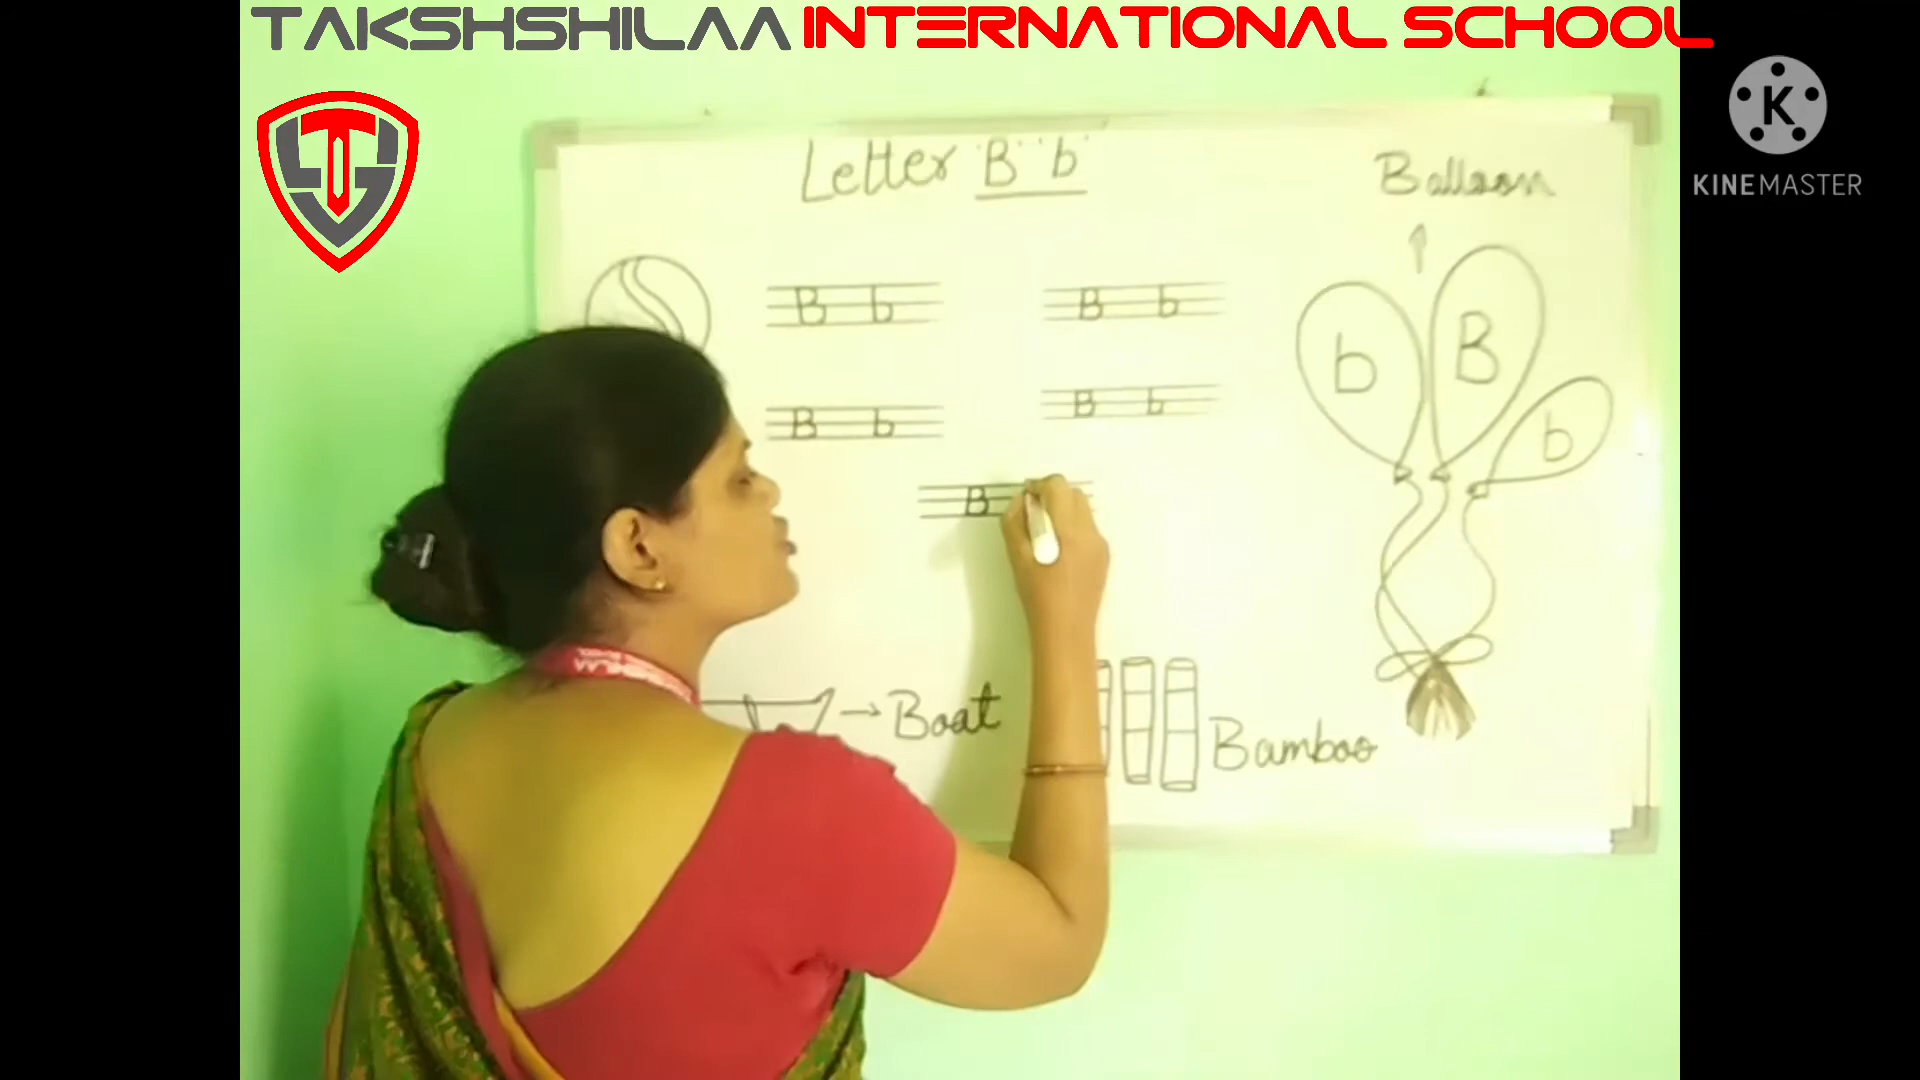 TAKSHSHILAA INTERNATIONAL SCHOOL
K
KINEMASTER
Letter "B" "b"
Balloon
B b
B b
b
B
b
B b
B b
B
Boat
Bamboo